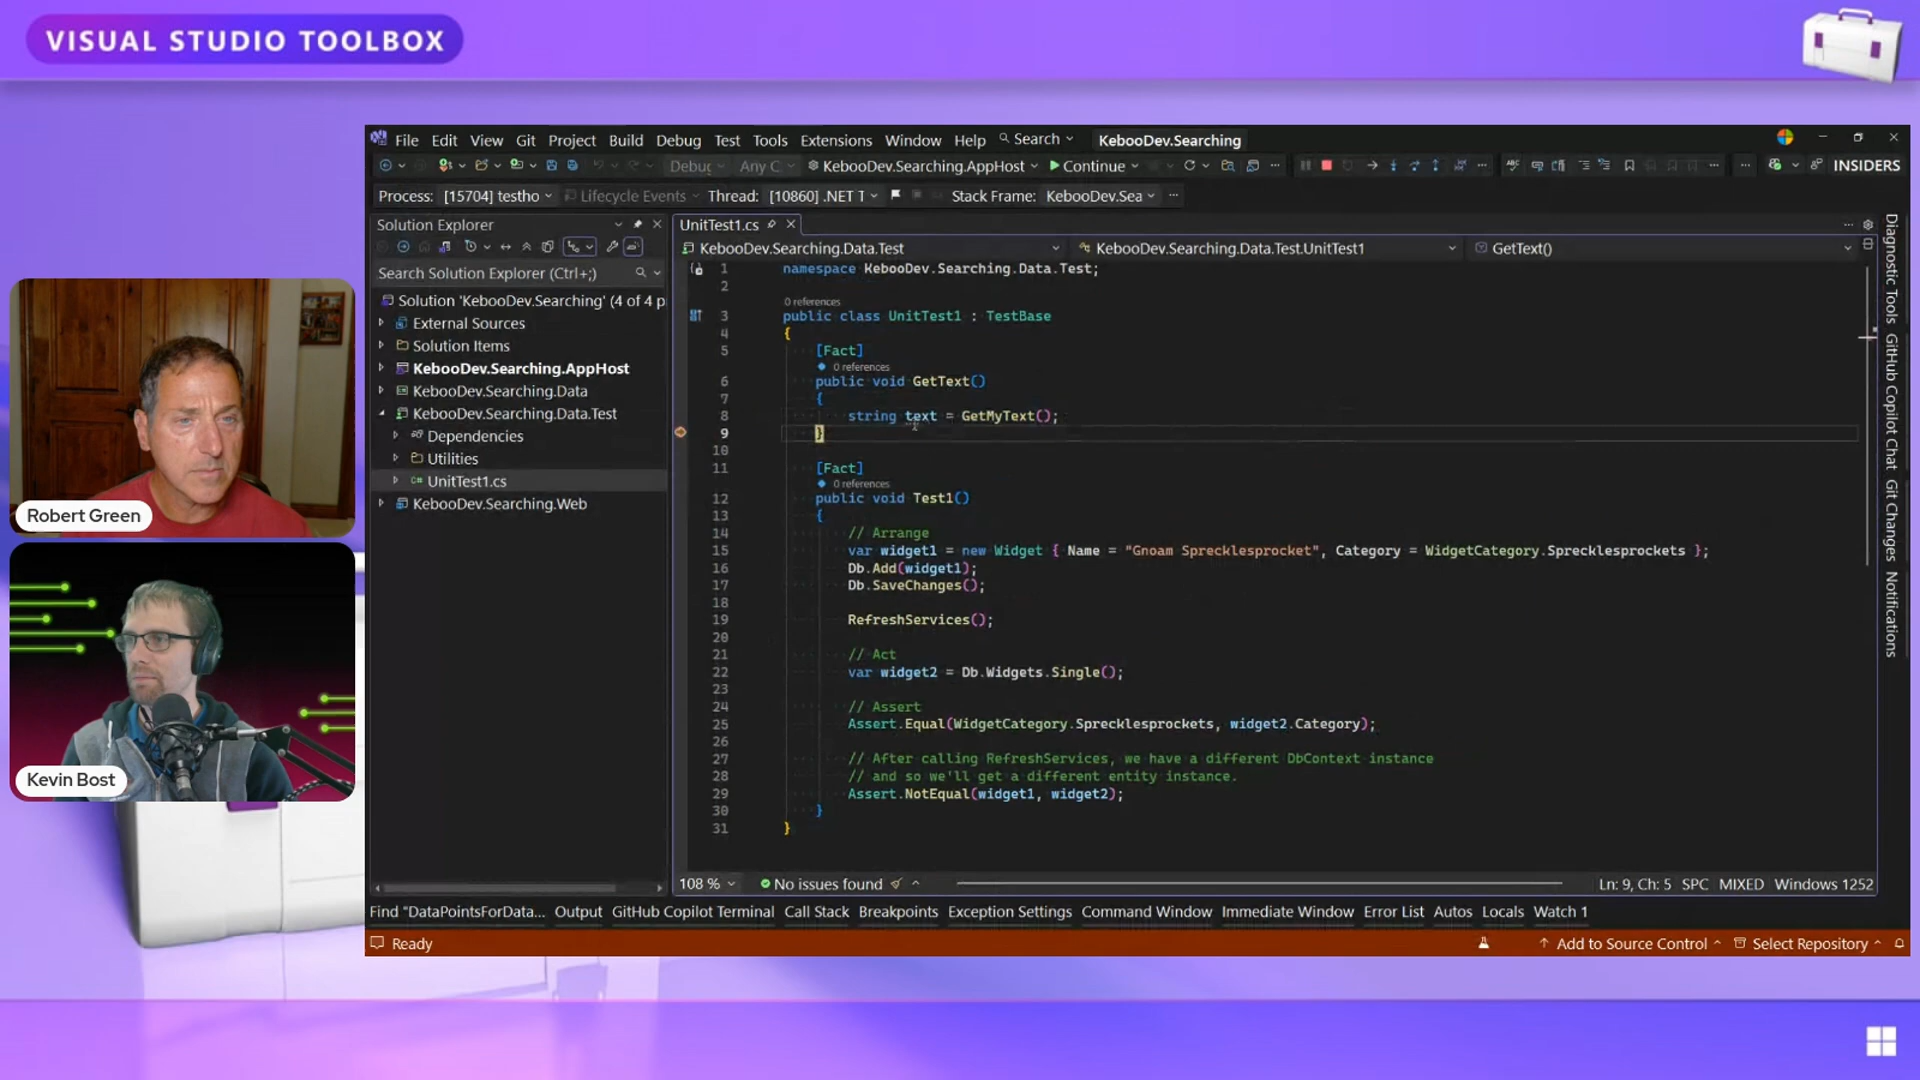 VISUAL STUDIO TOOLBOX
File Edit View Git Project Build Debug Test Tools Extensions Window Help Search KebooDev.Searching
Debug Any C KebooDev.Searching.AppHost Continue INSIDERS
Process: [15704] testho Lifecycle Events Thread: [10860] .NET T Stack Frame: KebooDev.Sea
Solution Explorer
Search Solution Explorer (Ctrl+;)
Solution 'KebooDev.Searching' (4 of 4 p
External Sources
Solution Items
KebooDev.Searching.AppHost
KebooDev.Searching.Data
KebooDev.Searching.Data.Test
Dependencies
Utilities
UnitTest1.cs
KebooDev.Searching.Web
UnitTest1.cs
KebooDev.Searching.Data.Test KebooDev.Searching.Data.Test.UnitTest1 GetText()
1 namespace KebooDev.Searching.Data.Test;
2
0 references
3 public class UnitTest1 : TestBase
4 {
5 [Fact]
0 references
6 public void GetText()
7 {
8 string text = GetMyText();
9 }
10
11 [Fact]
0 references
12 public void Test1()
13 {
14 // Arrange
15 var widget1 = new Widget { Name = "Gnoam Sprecklesprocket", Category = WidgetCategory.Sprecklesprockets };
16 Db.Add(widget1);
17 Db.SaveChanges();
18
19 RefreshServices();
20
21 // Act
22 var widget2 = Db.Widgets.Single();
23
24 // Assert
25 Assert.Equal(WidgetCategory.Sprecklesprockets, widget2.Category);
26
27 // After calling RefreshServices, we have a different DbContext instance
28 // and so we'll get a different entity instance.
29 Assert.NotEqual(widget1, widget2);
30 }
31 }
108 % No issues found Ln: 9, Ch: 5 SPC MIXED Windows 1252
Find "DataPointsForData... Output GitHub Copilot Terminal Call Stack Breakpoints Exception Settings Command Window Immediate Window Error List Autos Locals Watch 1
Ready Add to Source Control Select Repository
Diagnostic Tools
GitHub Copilot Chat
Git Changes
Notifications
Robert Green
Kevin Bost